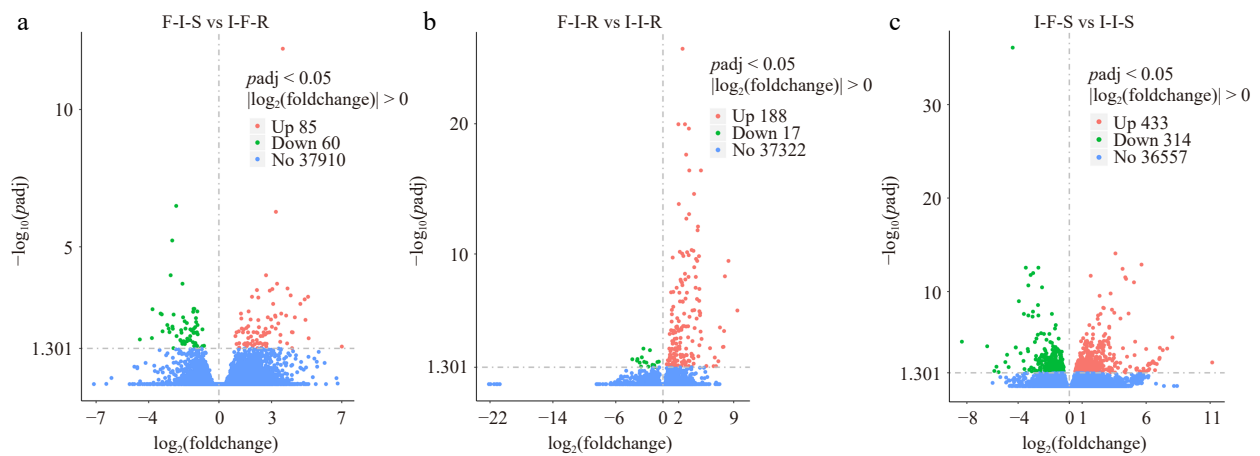 a
F-I-S vs I-F-R
padj < 0.05
|log₂(foldchange)| > 0
Up 85
Down 60
No 37910
−log₁₀(padj)
10
5
1.301
−7
−4
0
3
7
log₂(foldchange)
b
F-I-R vs I-I-R
padj < 0.05
|log₂(foldchange)| > 0
Up 188
Down 17
No 37322
−log₁₀(padj)
20
10
1.301
−22
−14
−6
0
2
9
log₂(foldchange)
c
I-F-S vs I-I-S
padj < 0.05
|log₂(foldchange)| > 0
Up 433
Down 314
No 36557
−log₁₀(padj)
30
20
10
1.301
−8
−4
0
1
6
11
log₂(foldchange)